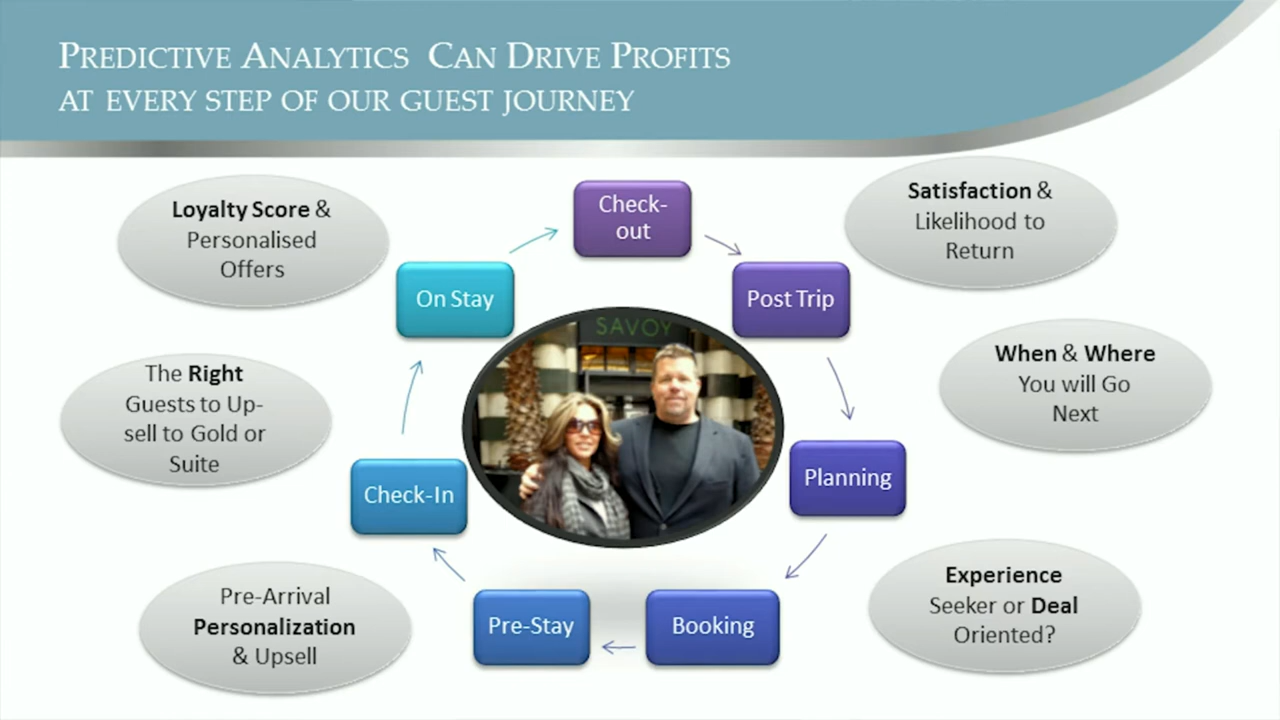 PREDICTIVE ANALYTICS CAN DRIVE PROFITS
AT EVERY STEP OF OUR GUEST JOURNEY
Loyalty Score &
Personalised
Offers
Check-
out
Satisfaction &
Likelihood to
Return
On Stay
Post Trip
SAVOY
The Right
Guests to Up-
sell to Gold or
Suite
When & Where
You will Go
Next
Check-In
Planning
Pre-Arrival
Personalization
& Upsell
Pre-Stay
Booking
Experience
Seeker or Deal
Oriented?